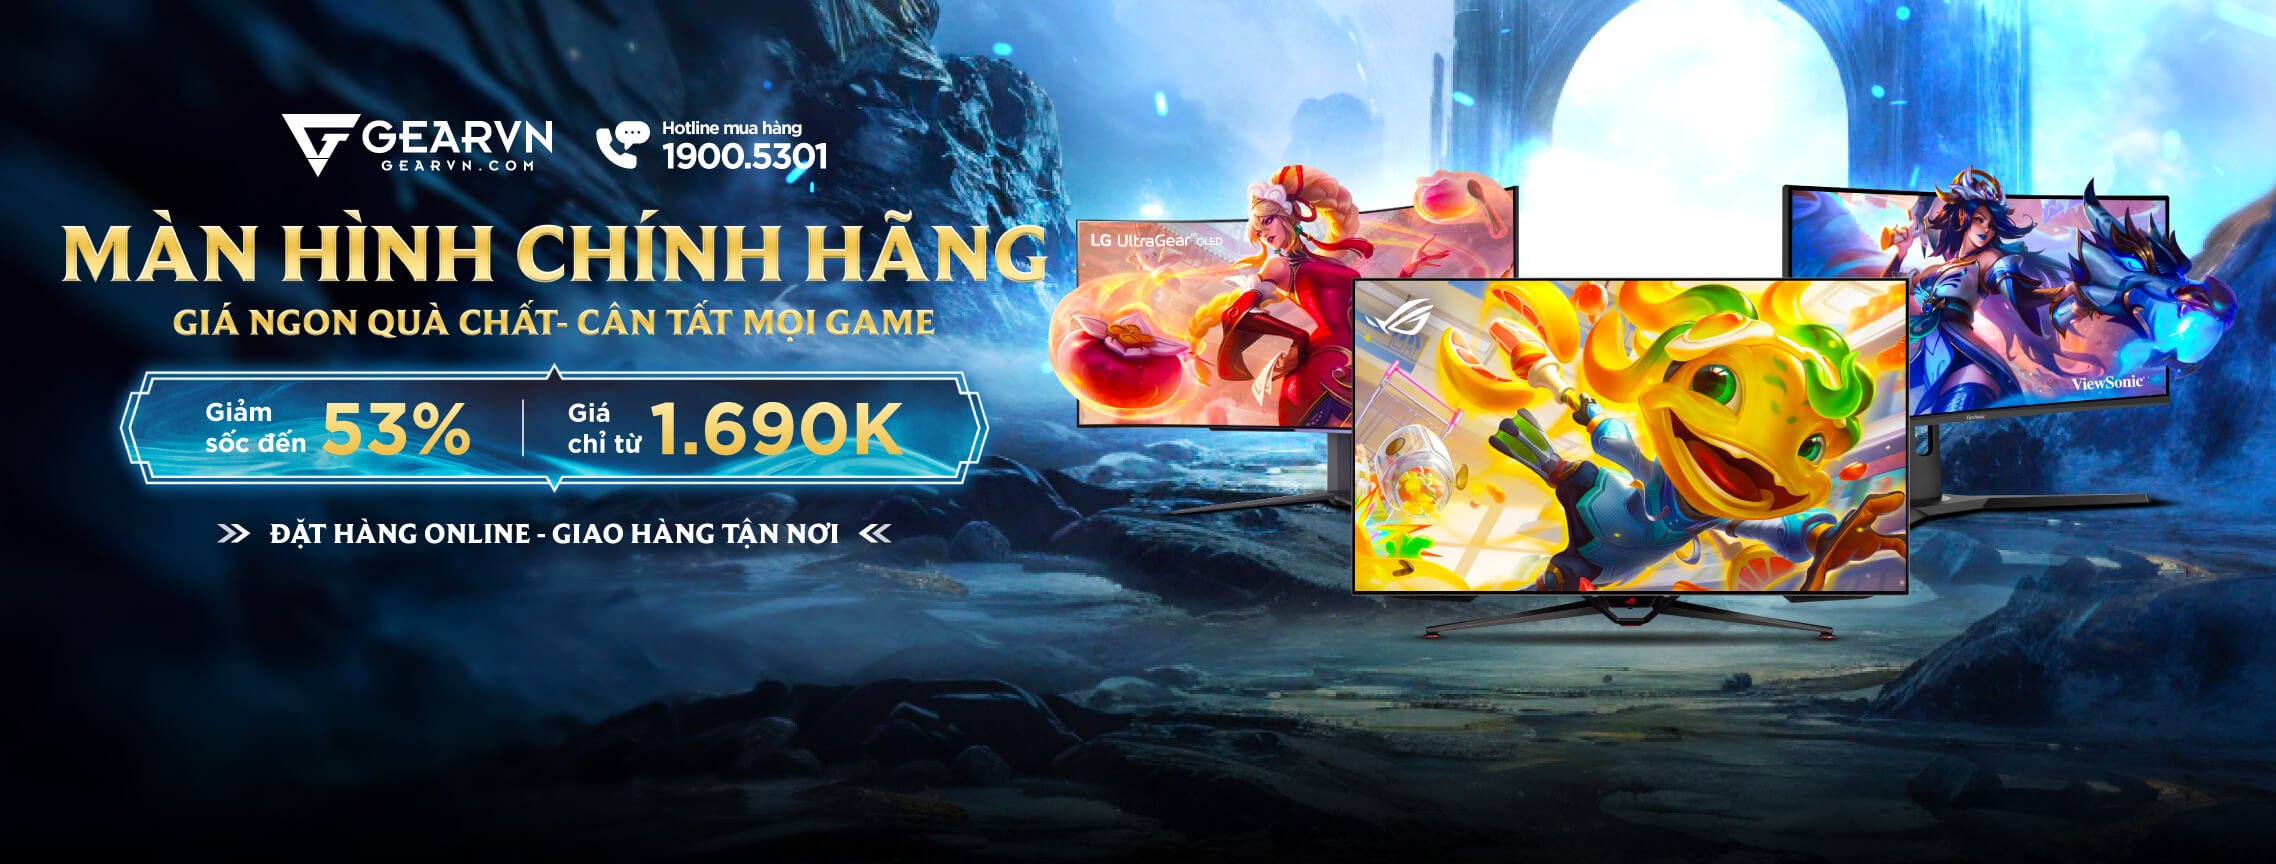 GEARVN
GEARVN.COM
Hotline mua hàng
1900.5301
MÀN HÌNH CHÍNH HÃNG
GIÁ NGON QUÀ CHẤT- CÂN TẤT MỌI GAME
Giảm
sốc đến
53%
Giá
chỉ từ
1.690K
ĐẶT HÀNG ONLINE - GIAO HÀNG TẬN NƠI
LG UltraGear™ OLED
ViewSonic
ViewSonic